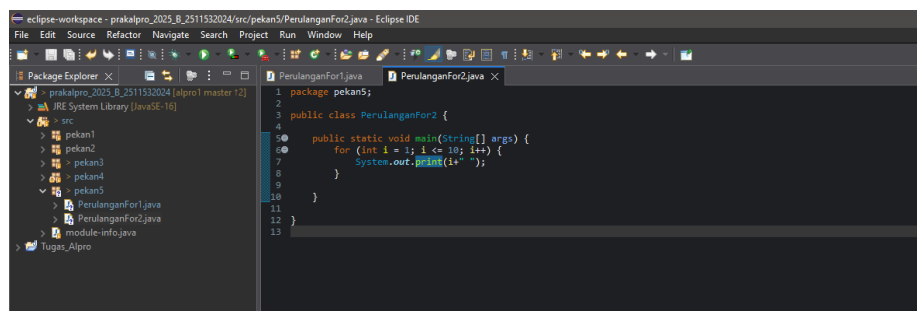 eclipse-workspace - prakalpro_2025_B_2511532024/src/pekan5/PerulanganFor2.java - Eclipse IDE
File Edit Source Refactor Navigate Search Project Run Window Help
Package Explorer
PerulanganFor1.java PerulanganFor2.java
> prakalpro_2025_B_2511532024 [alpro1 master ↑2]
JRE System Library [JavaSE-16]
> src
pekan1
pekan2
> pekan3
> pekan4
> pekan5
PerulanganFor1.java
PerulanganFor2.java
module-info.java
Tugas_Alpro
1 package pekan5;
2
3 public class PerulanganFor2 {
4
5 public static void main(String[] args) {
6 for (int i = 1; i <= 10; i++) {
7 System.out.print(i+" ");
8 }
9
10 }
11
12 }
13